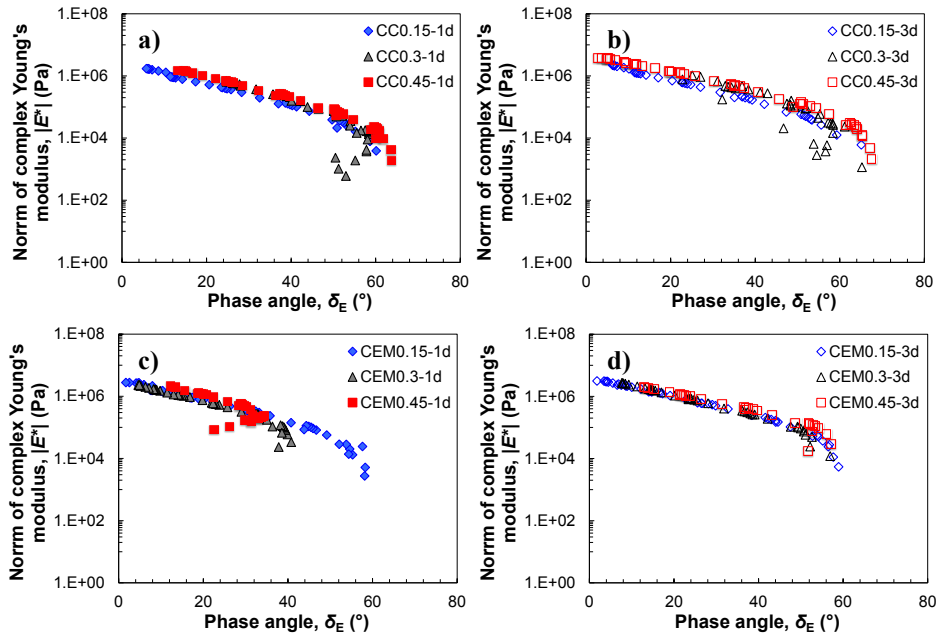 a)
CC0.15-1d
CC0.3-1d
CC0.45-1d
Norrm of complex Young's
modulus, |E*| (Pa)
1.E+08
1.E+06
1.E+04
1.E+02
1.E+00
0 20 40 60 80
Phase angle, δE (°)
b)
CC0.15-3d
CC0.3-3d
CC0.45-3d
Norrm of complex Young's
modulus, |E*| (Pa)
1.E+08
1.E+06
1.E+04
1.E+02
1.E+00
0 20 40 60 80
Phase angle, δE (°)
c)
CEM0.15-1d
CEM0.3-1d
CEM0.45-1d
Norrm of complex Young's
modulus, |E*| (Pa)
1.E+08
1.E+06
1.E+04
1.E+02
1.E+00
0 20 40 60 80
Phase angle, δE (°)
d)
CEM0.15-3d
CEM0.3-3d
CEM0.45-3d
Norrm of complex Young's
modulus, |E*| (Pa)
1.E+08
1.E+06
1.E+04
1.E+02
1.E+00
0 20 40 60 80
Phase angle, δE (°)